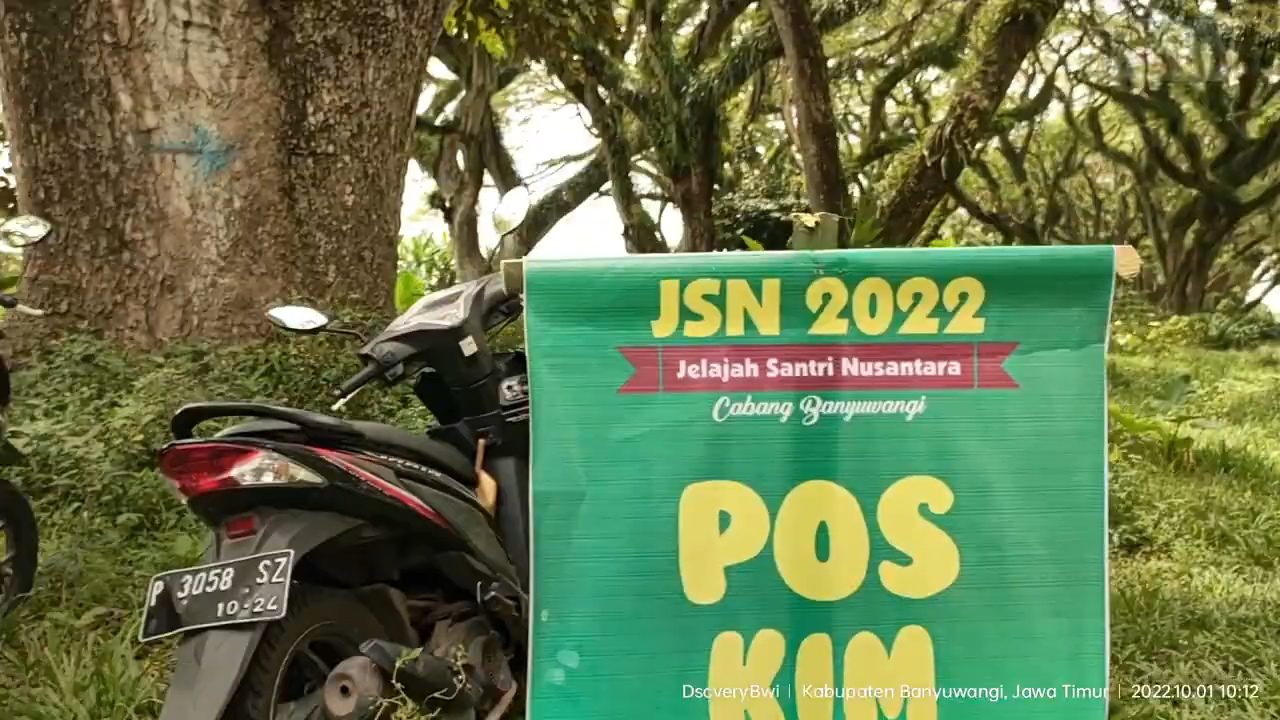 JSN 2022
Jelajah Santri Nusantara
Cabang Banyuwangi
POS
KIM
P 3058 SZ
10-24
DscveryBwi | Kabupaten Banyuwangi, Jawa Timur | 2022.10.01 10:12